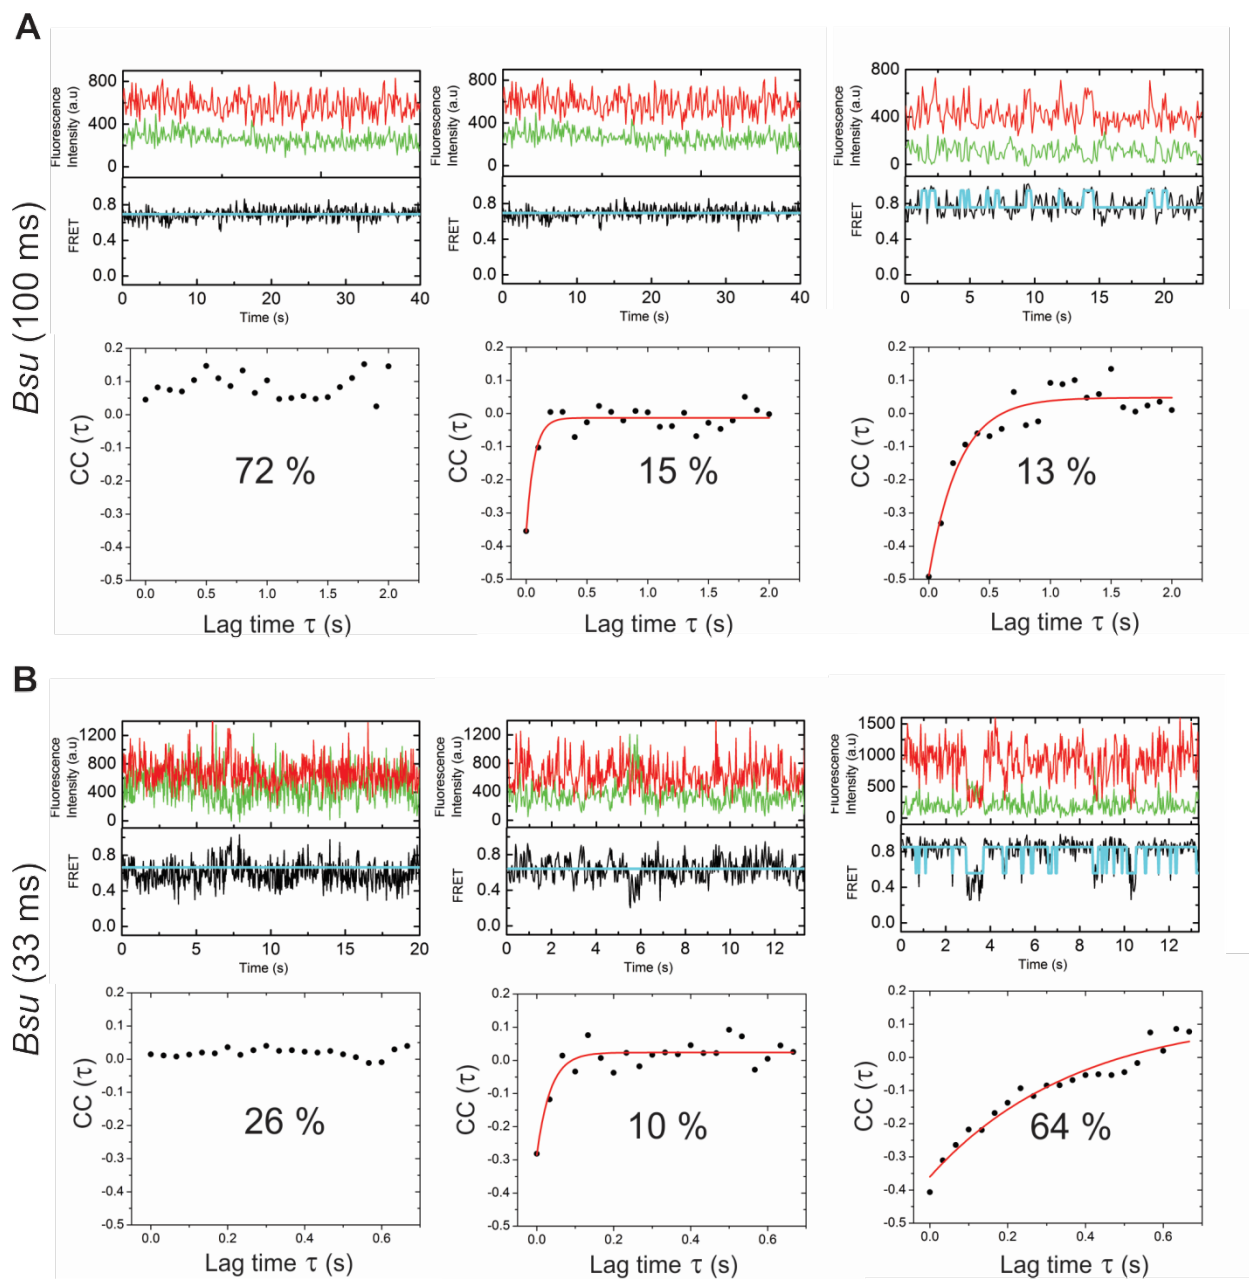 A
Bsu (100 ms)
Fluorescence
Intensity (a.u)
800
400
0
FRET
0.8
0.4
0.0
0 10 20 30 40
Time (s)
Fluorescence
Intensity (a.u)
800
400
0
FRET
0.8
0.4
0.0
0 10 20 30 40
Time (s)
Fluorescence
Intensity (a.u)
800
400
0
FRET
0.8
0.4
0.0
0 5 10 15 20
Time (s)
CC (τ)
0.2
0.1
0.0
-0.1
-0.2
-0.3
-0.4
-0.5
72 %
0.0 0.5 1.0 1.5 2.0
Lag time τ (s)
CC (τ)
0.2
0.1
0.0
-0.1
-0.2
-0.3
-0.4
-0.5
15 %
0.0 0.5 1.0 1.5 2.0
Lag time τ (s)
CC (τ)
0.2
0.1
0.0
-0.1
-0.2
-0.3
-0.4
-0.5
13 %
0.0 0.5 1.0 1.5 2.0
Lag time τ (s)
B
Bsu (33 ms)
Fluorescence
Intensity (a.u)
1200
800
400
0
FRET
0.8
0.4
0.0
0 5 10 15 20
Time (s)
Fluorescence
Intensity (a.u)
1200
800
400
0
FRET
0.8
0.4
0.0
0 2 4 6 8 10 12
Time (s)
Fluorescence
Intensity (a.u)
1500
1000
500
0
FRET
0.8
0.4
0.0
0 2 4 6 8 10 12
Time (s)
CC (τ)
0.2
0.1
0.0
-0.1
-0.2
-0.3
-0.4
-0.5
26 %
0.0 0.2 0.4 0.6
Lag time τ (s)
CC (τ)
0.2
0.1
0.0
-0.1
-0.2
-0.3
-0.4
-0.5
10 %
0.0 0.2 0.4 0.6
Lag time τ (s)
CC (τ)
0.2
0.1
0.0
-0.1
-0.2
-0.3
-0.4
-0.5
64 %
0.0 0.2 0.4 0.6
Lag time τ (s)